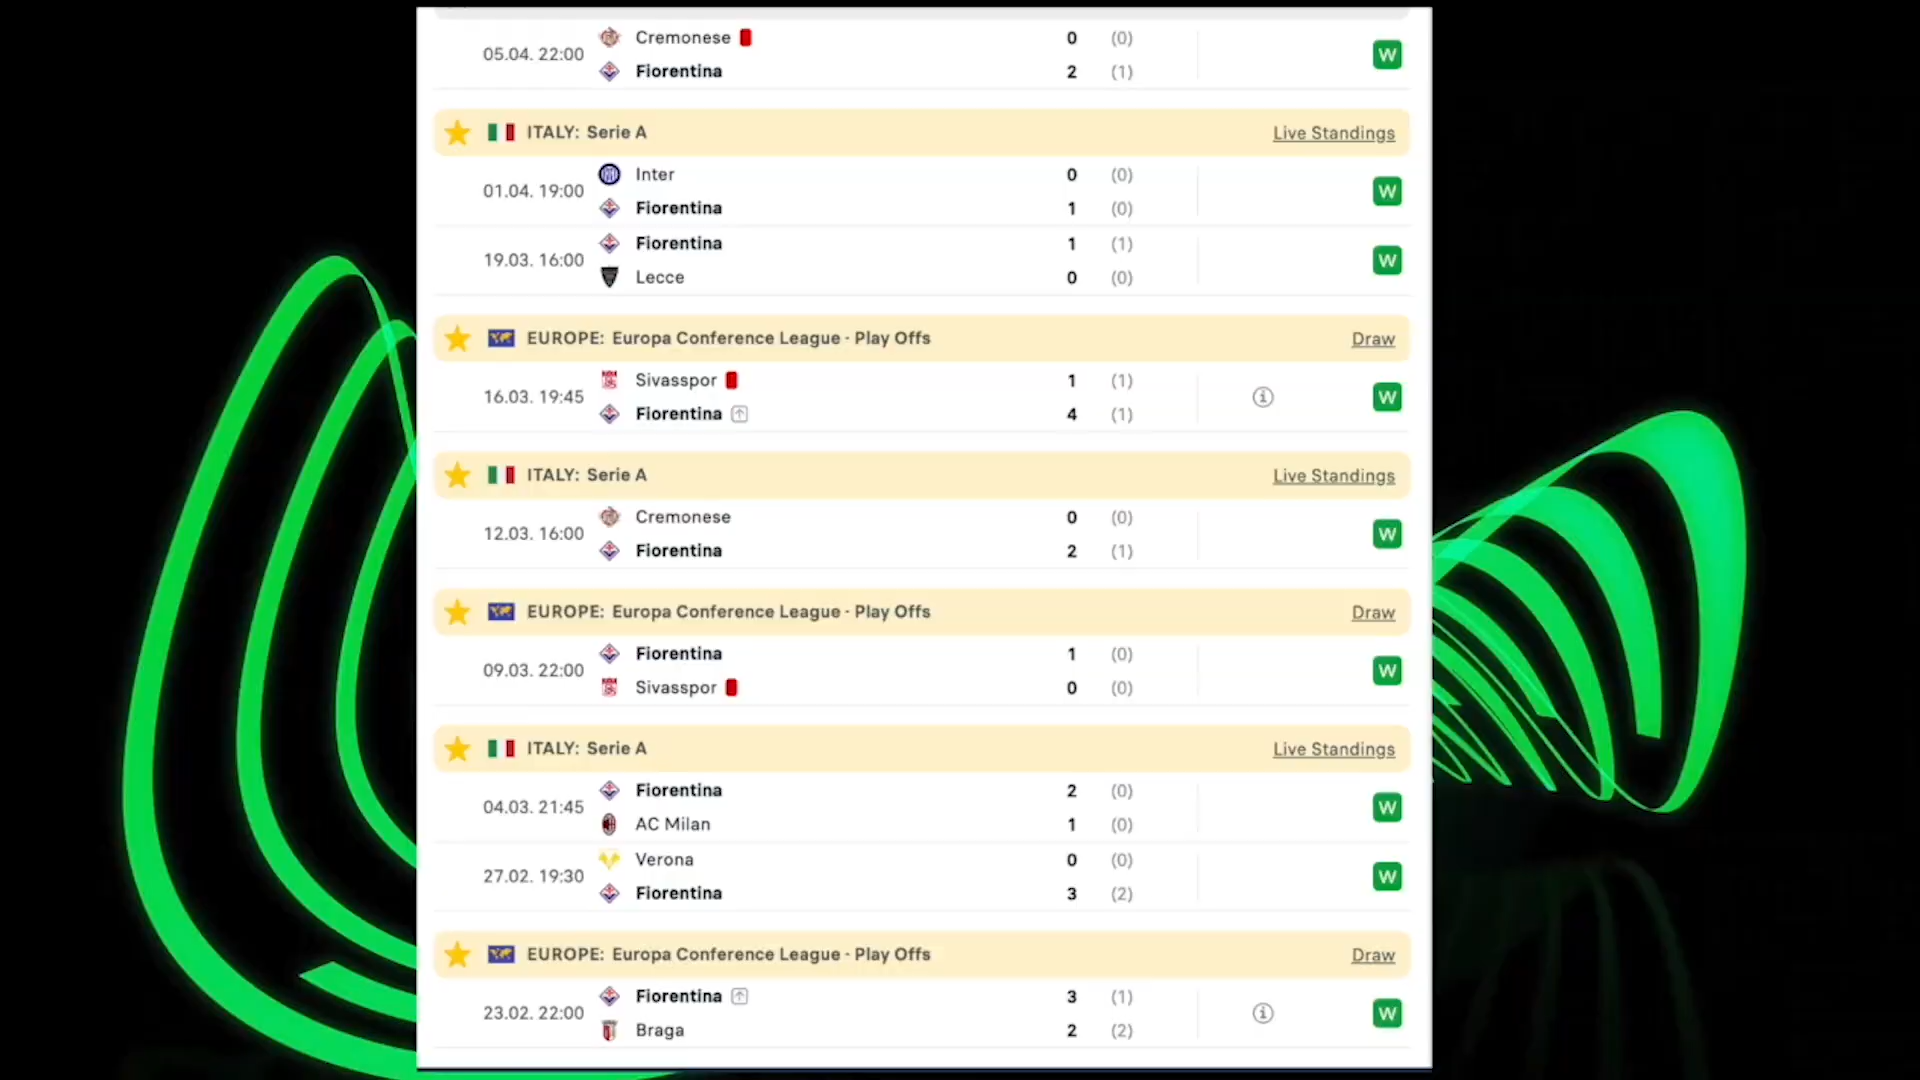 05.04. 22:00 Cremonese 0 (0) W
Fiorentina 2 (1)
ITALY: Serie A Live Standings
01.04. 19:00 Inter 0 (0) W
Fiorentina 1 (0)
19.03. 16:00 Fiorentina 1 (1) W
Lecce 0 (0)
EUROPE: Europa Conference League - Play Offs Draw
16.03. 19:45 Sivasspor 1 (1) W
Fiorentina 4 (1)
ITALY: Serie A Live Standings
12.03. 16:00 Cremonese 0 (0) W
Fiorentina 2 (1)
EUROPE: Europa Conference League - Play Offs Draw
09.03. 22:00 Fiorentina 1 (0) W
Sivasspor 0 (0)
ITALY: Serie A Live Standings
04.03. 21:45 Fiorentina 2 (0) W
AC Milan 1 (0)
27.02. 19:30 Verona 0 (0) W
Fiorentina 3 (2)
EUROPE: Europa Conference League - Play Offs Draw
23.02. 22:00 Fiorentina 3 (1) W
Braga 2 (2)